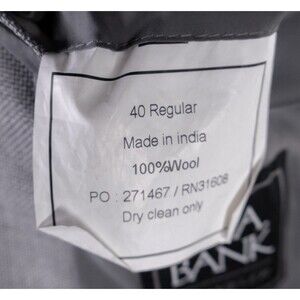 40 Regular
Made in india
100%Wool
PO : 271467 / RN31608
Dry clean only
BANK